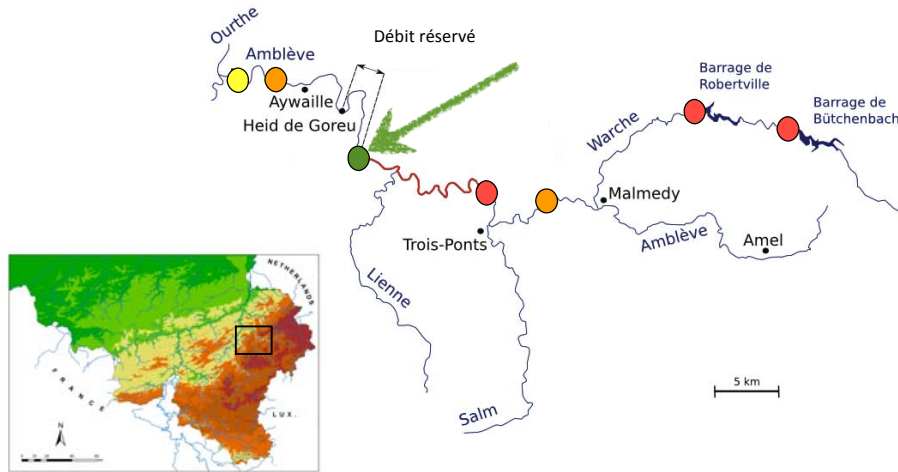 Ourthe
Débit réservé
Amblève
Aywaille
Heid de Goreu
Barrage de
Robertville
Barrage de
Bütchenbach
Warche
Malmedy
Amblève
Amel
Trois-Ponts
Lienne
Salm
5 km
NETHERLANDS
FRANCE
LUX.
N